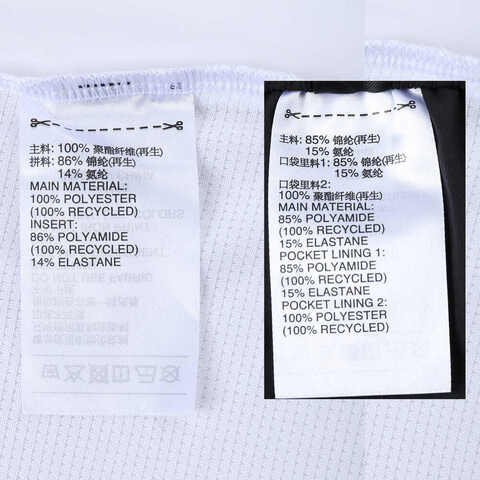 主料: 100% 聚酯纤维(再生)
拼料: 86% 锦纶(再生)
14% 氨纶
MAIN MATERIAL:
100% POLYESTER
(100% RECYCLED)
INSERT:
86% POLYAMIDE
(100% RECYCLED)
14% ELASTANE
主料: 85% 锦纶(再生)
15% 氨纶
口袋里料1: 85% 锦纶(再生)
15% 氨纶
口袋里料2:
100% 聚酯纤维(再生)
MAIN MATERIAL:
85% POLYAMIDE
(100% RECYCLED)
15% ELASTANE
POCKET LINING 1:
85% POLYAMIDE
(100% RECYCLED)
15% ELASTANE
POCKET LINING 2:
100% POLYESTER
(100% RECYCLED)